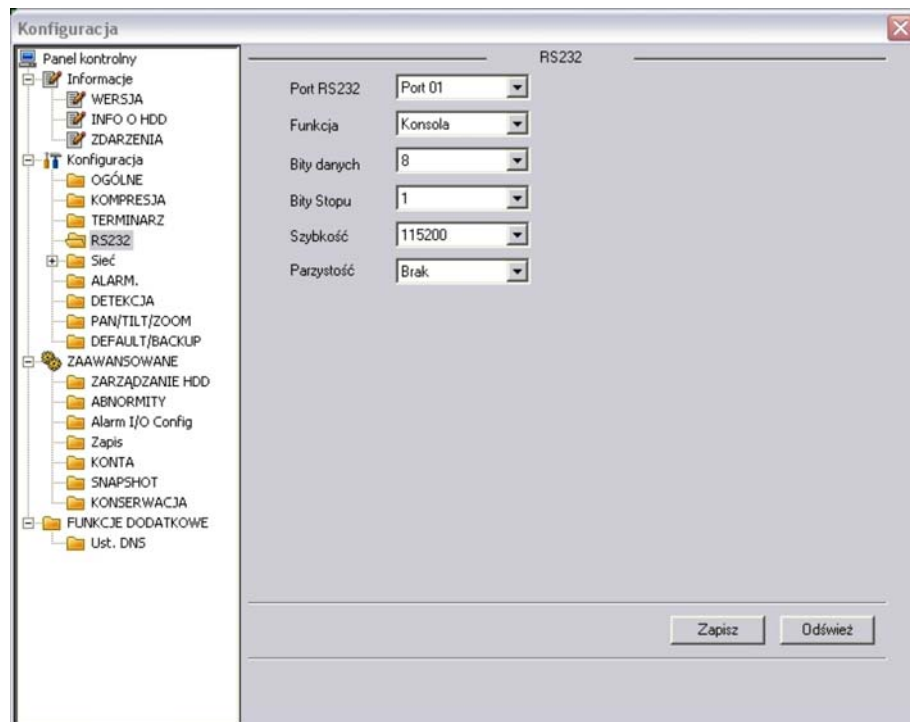 Konfiguracja
Panel kontrolny
Informacje
WERSJA
INFO O HDD
ZDARZENIA
Konfiguracja
OGÓLNE
KOMPRESJA
TERMINARZ
RS232
Sieć
ALARM.
DETEKCJA
PAN/TILT/ZOOM
DEFAULT/BACKUP
ZAAWANSOWANE
ZARZĄDZANIE HDD
ABNORMITY
Alarm I/O Config
Zapis
KONTA
SNAPSHOT
KONSERWACJA
FUNKCJE DODATKOWE
Ust. DNS
RS232
Port RS232 Port 01
Funkcja Konsola
Bity danych 8
Bity Stopu 1
Szybkość 115200
Parzystość Brak
Zapisz Odśwież